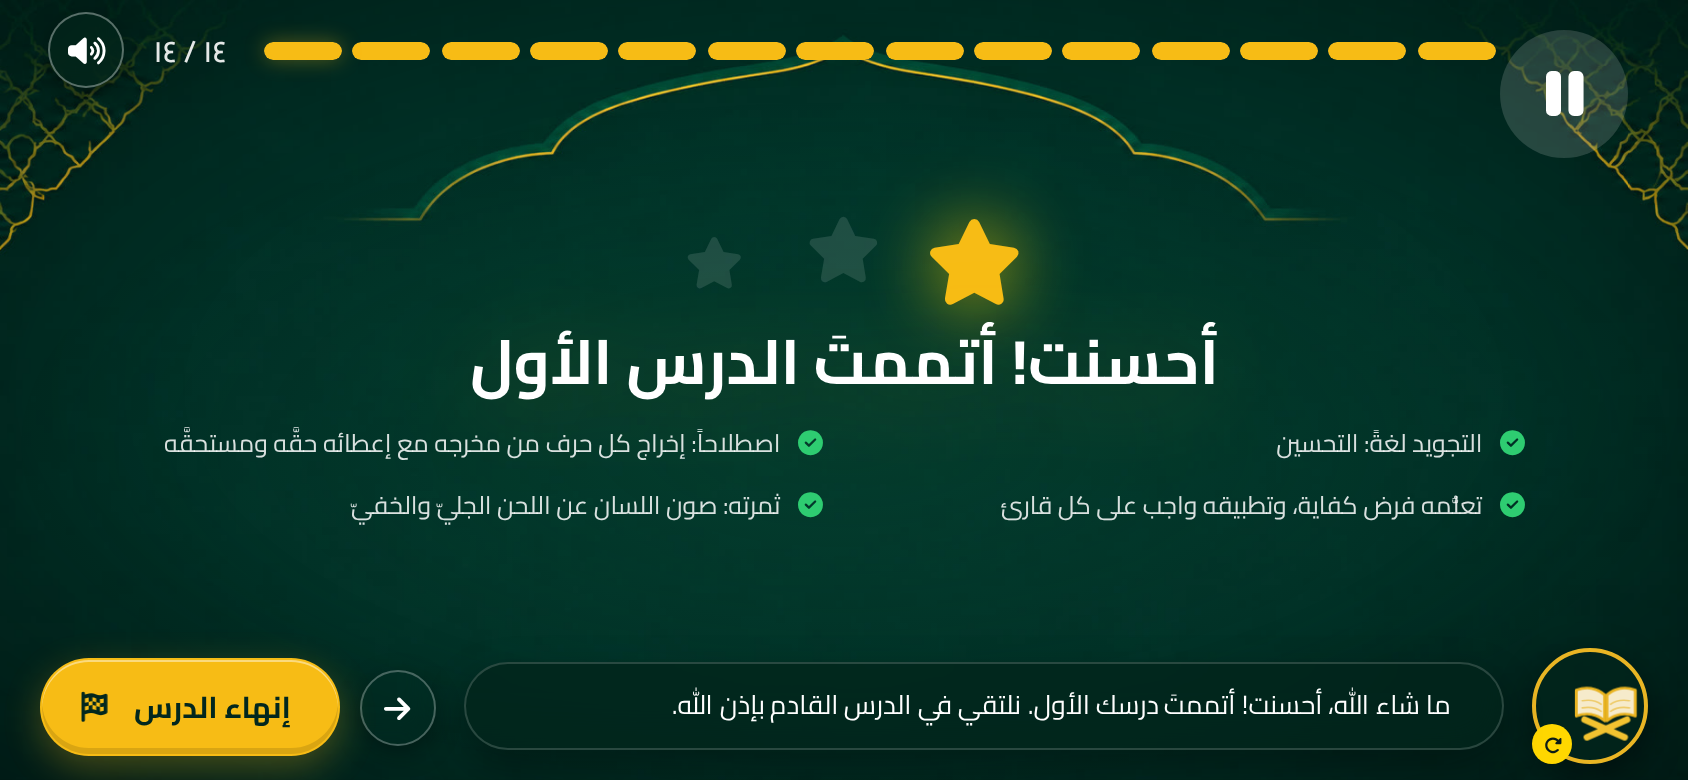 ١٤ / ١٤
أحسنت! أتممتَ الدرس الأول
التجويد لغةً: التحسين
اصطلاحاً: إخراج كل حرف من مخرجه مع إعطائه حقَّه ومستحقَّه
تعلُّمه فرض كفاية، وتطبيقه واجب على كل قارئ
ثمرته: صون اللسان عن اللحن الجليّ والخفيّ
ما شاء الله، أحسنت! أتممتَ درسك الأول. نلتقي في الدرس القادم بإذن الله.
إنهاء الدرس